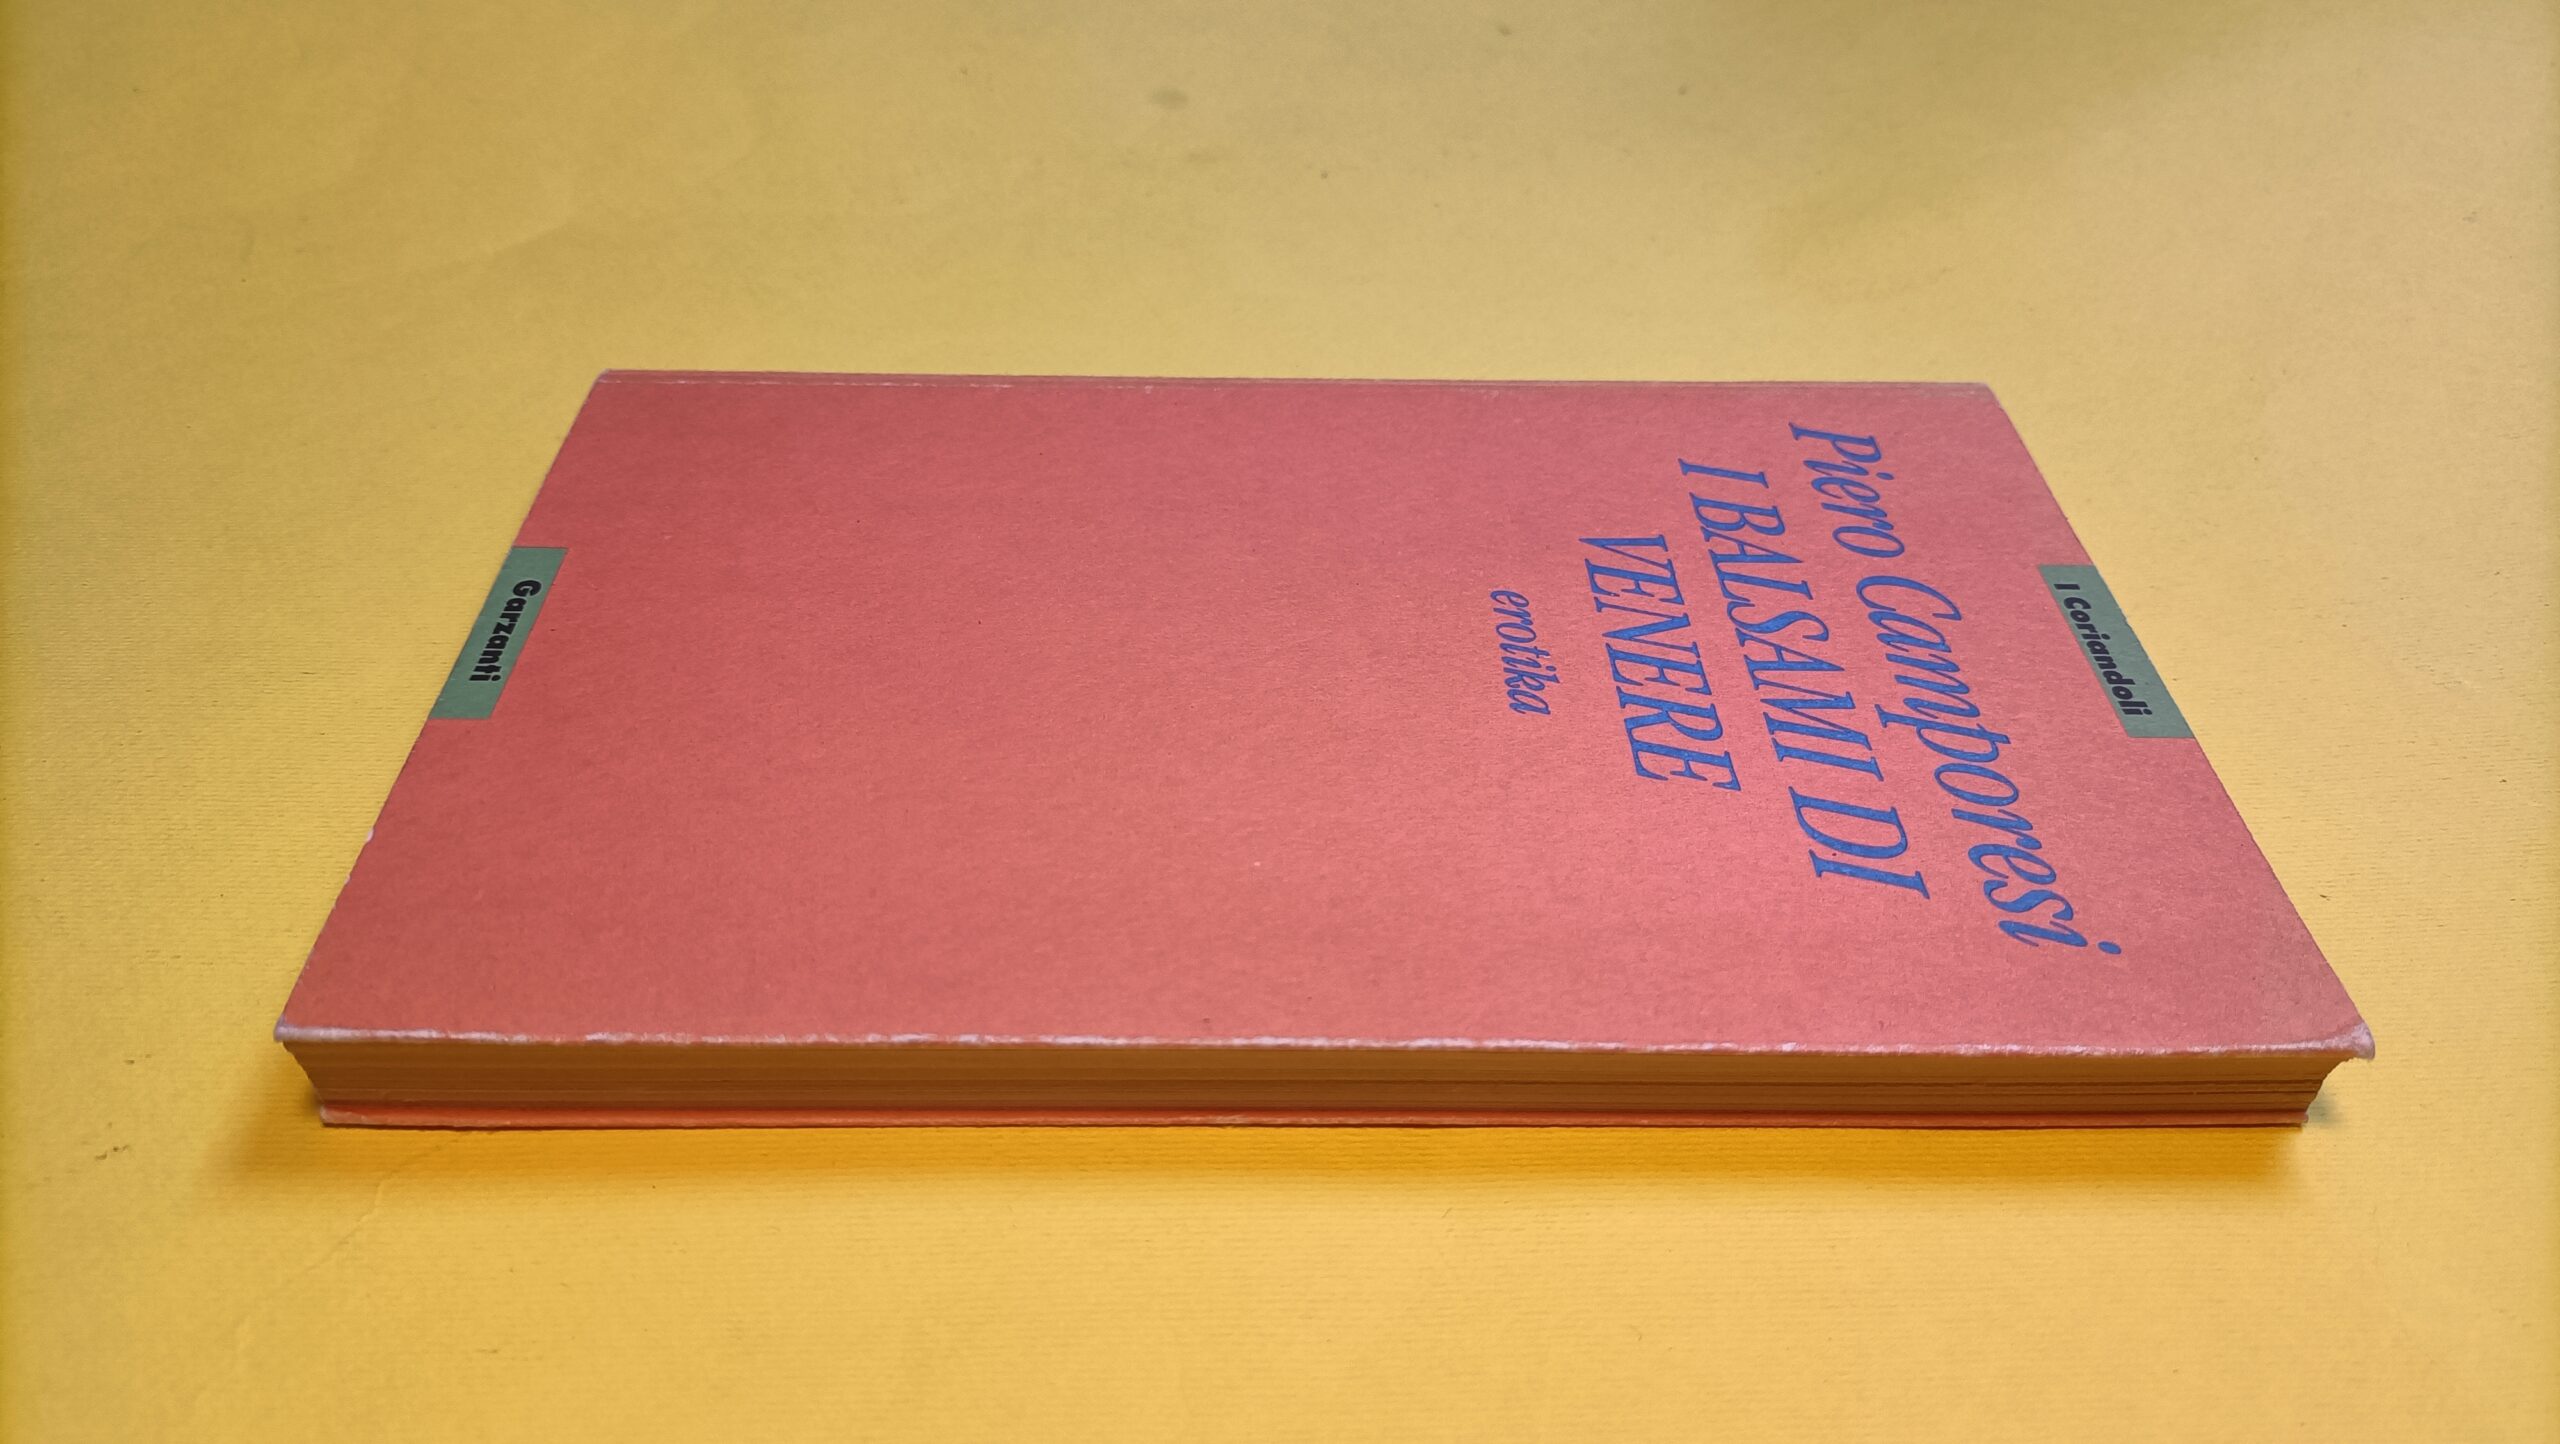 I Coriandoli
Piero Camporesi
I BALSAMI DI
VENERE
erotika
Garzanti